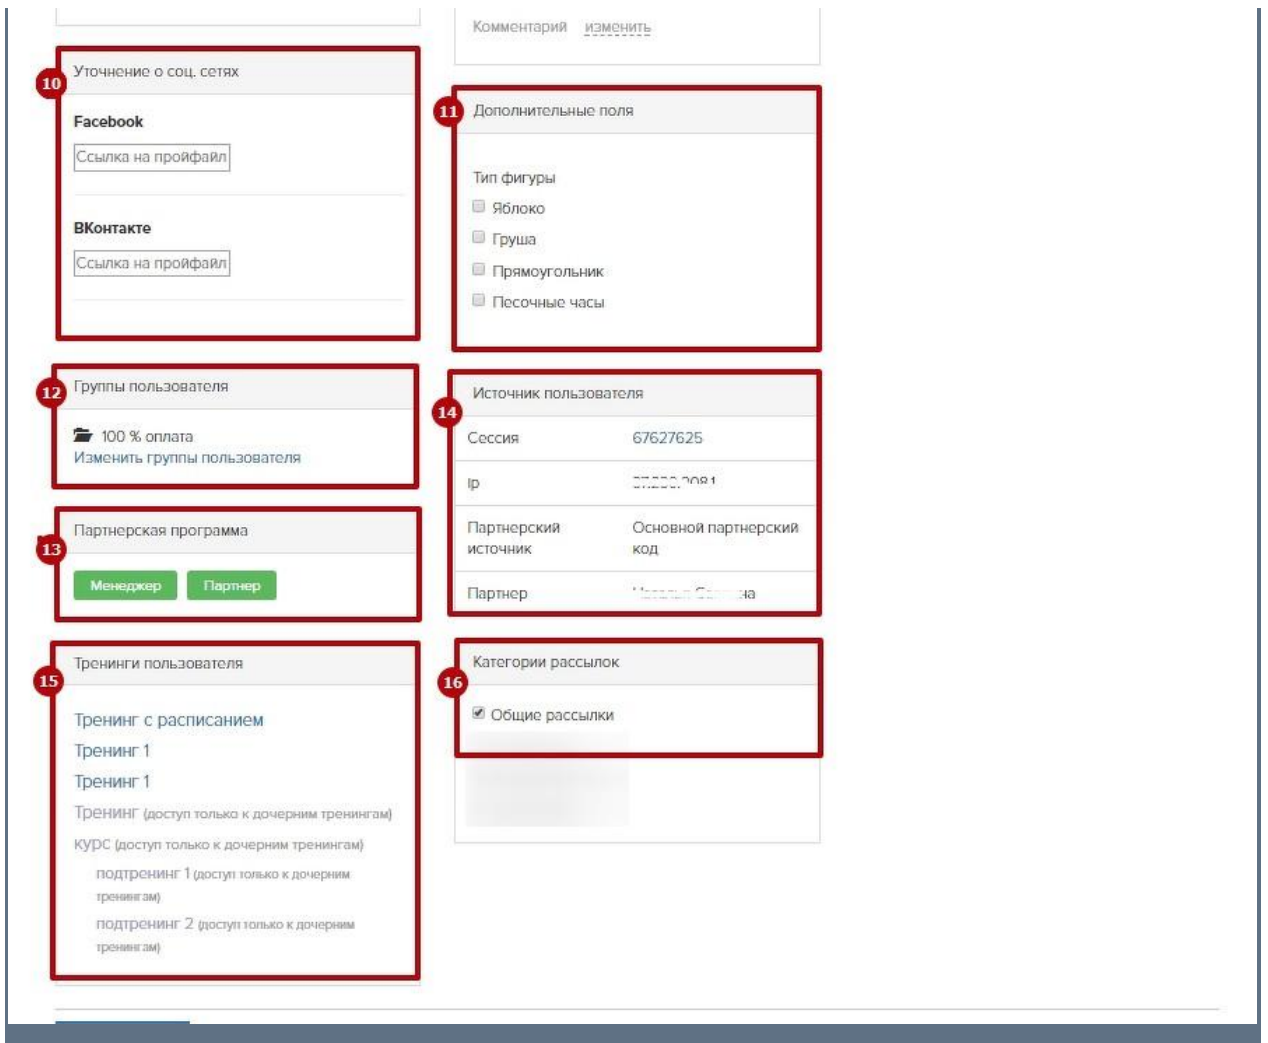 Комментарий изменить
10
Уточнение о соц. сетях
Facebook
Ссылка на пройфайл
ВКонтакте
Ссылка на пройфайл
11
Дополнительные поля
Тип фигуры
Яблоко
Груша
Прямоугольник
Песочные часы
12
Группы пользователя
100 % оплата
Изменить группы пользователя
13
Партнерская программа
Менеджер Партнер
14
Источник пользователя
Сессия 67627625
Ip
Партнерский Основной партнерский
источник код
Партнер
15
Тренинги пользователя
Тренинг с расписанием
Тренинг 1
Тренинг 1
Тренинг (доступ только к дочерним тренингам)
курс (доступ только к дочерним тренингам)
подтренинг 1 (доступ только к дочерним
тренингам)
подтренинг 2 (доступ только к дочерним
тренингам)
16
Категории рассылок
Общие рассылки